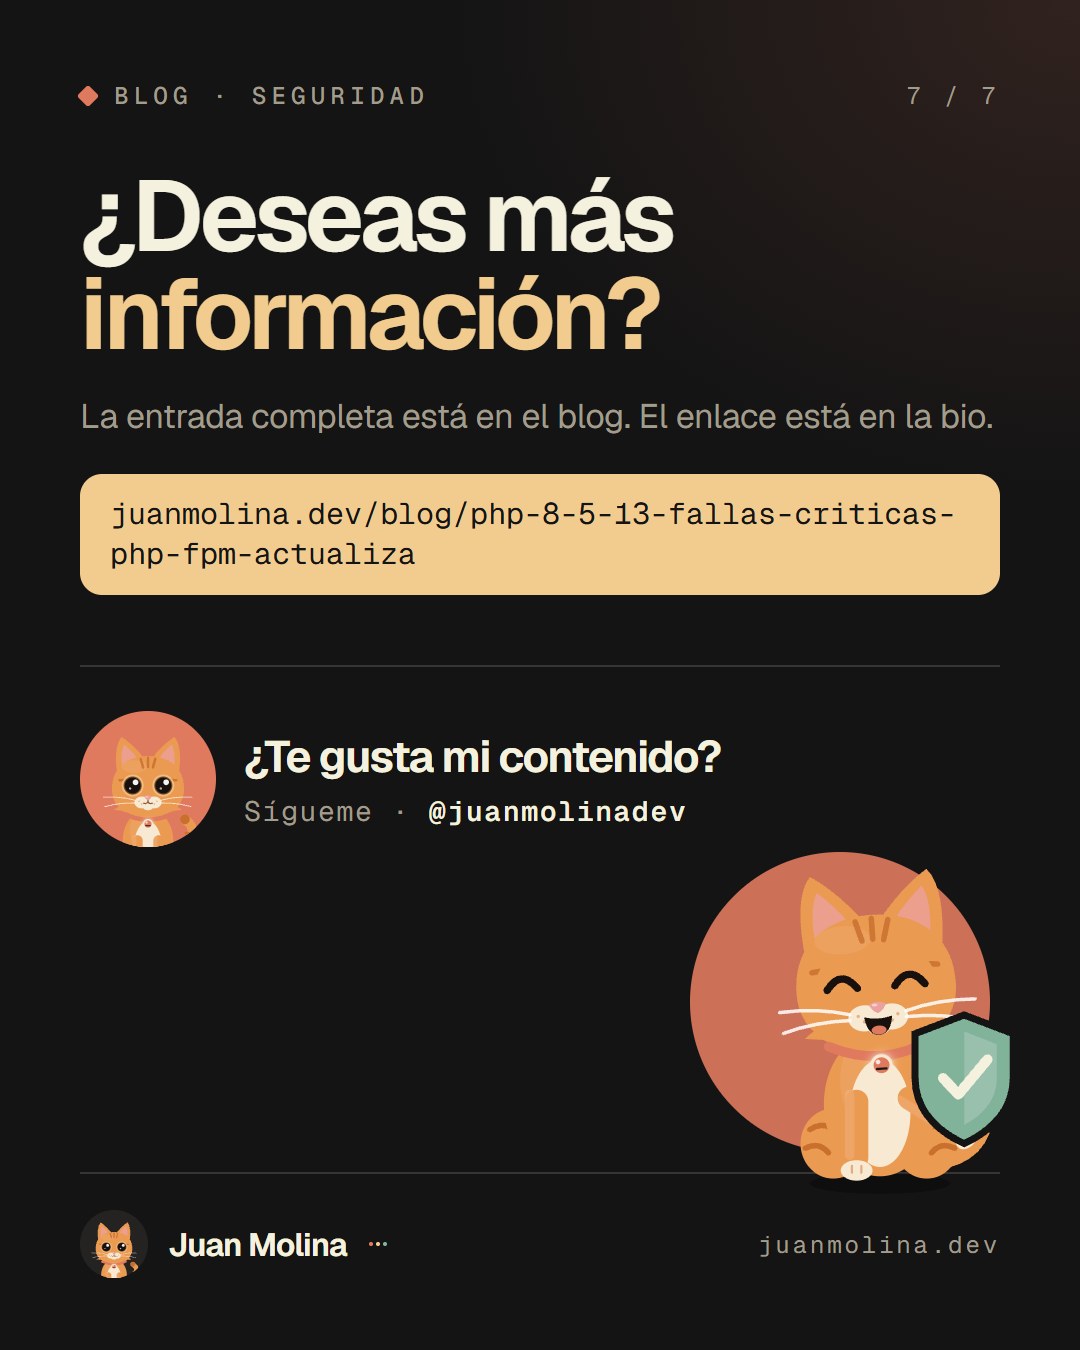 BLOG · SEGURIDAD
7 / 7
¿Deseas más
información?
La entrada completa está en el blog. El enlace está en la bio.
juanmolina.dev/blog/php-8-5-13-fallas-criticas-
php-fpm-actualiza
¿Te gusta mi contenido?
Sígueme · @juanmolinadev
Juan Molina
juanmolina.dev